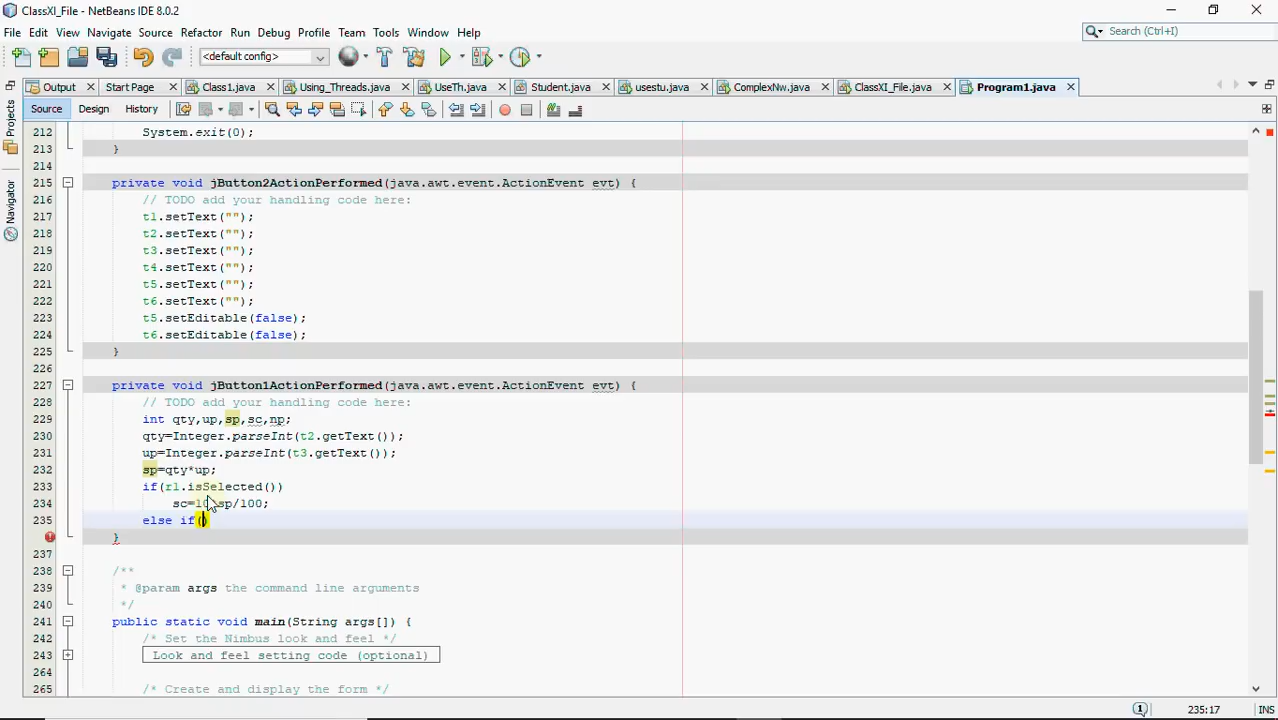 ClassXI_File - NetBeans IDE 8.0.2
File Edit View Navigate Source Refactor Run Debug Profile Team Tools Window Help
Search (Ctrl+I)
<default config>
Output Start Page Class1.java Using_Threads.java UseTh.java Student.java usestu.java ComplexNw.java ClassXI_File.java Program1.java
Source Design History
Projects
Navigator
212 System.exit(0);
213 }
214
215 private void jButton2ActionPerformed(java.awt.event.ActionEvent evt) {
216 // TODO add your handling code here:
217 t1.setText("");
218 t2.setText("");
219 t3.setText("");
220 t4.setText("");
221 t5.setText("");
222 t6.setText("");
223 t5.setEditable(false);
224 t6.setEditable(false);
225 }
226
227 private void jButton1ActionPerformed(java.awt.event.ActionEvent evt) {
228 // TODO add your handling code here:
229 int qty,up,sp,sc,np;
230 qty=Integer.parseInt(t2.getText());
231 up=Integer.parseInt(t3.getText());
232 sp=qty*up;
233 if(r1.isSelected())
234 sc=10*sp/100;
235 else if()
}
237
238 /**
239 * @param args the command line arguments
240 */
241 public static void main(String args[]) {
242 /* Set the Nimbus look and feel */
243 Look and feel setting code (optional)
264
265 /* Create and display the form */
1 235:17 INS